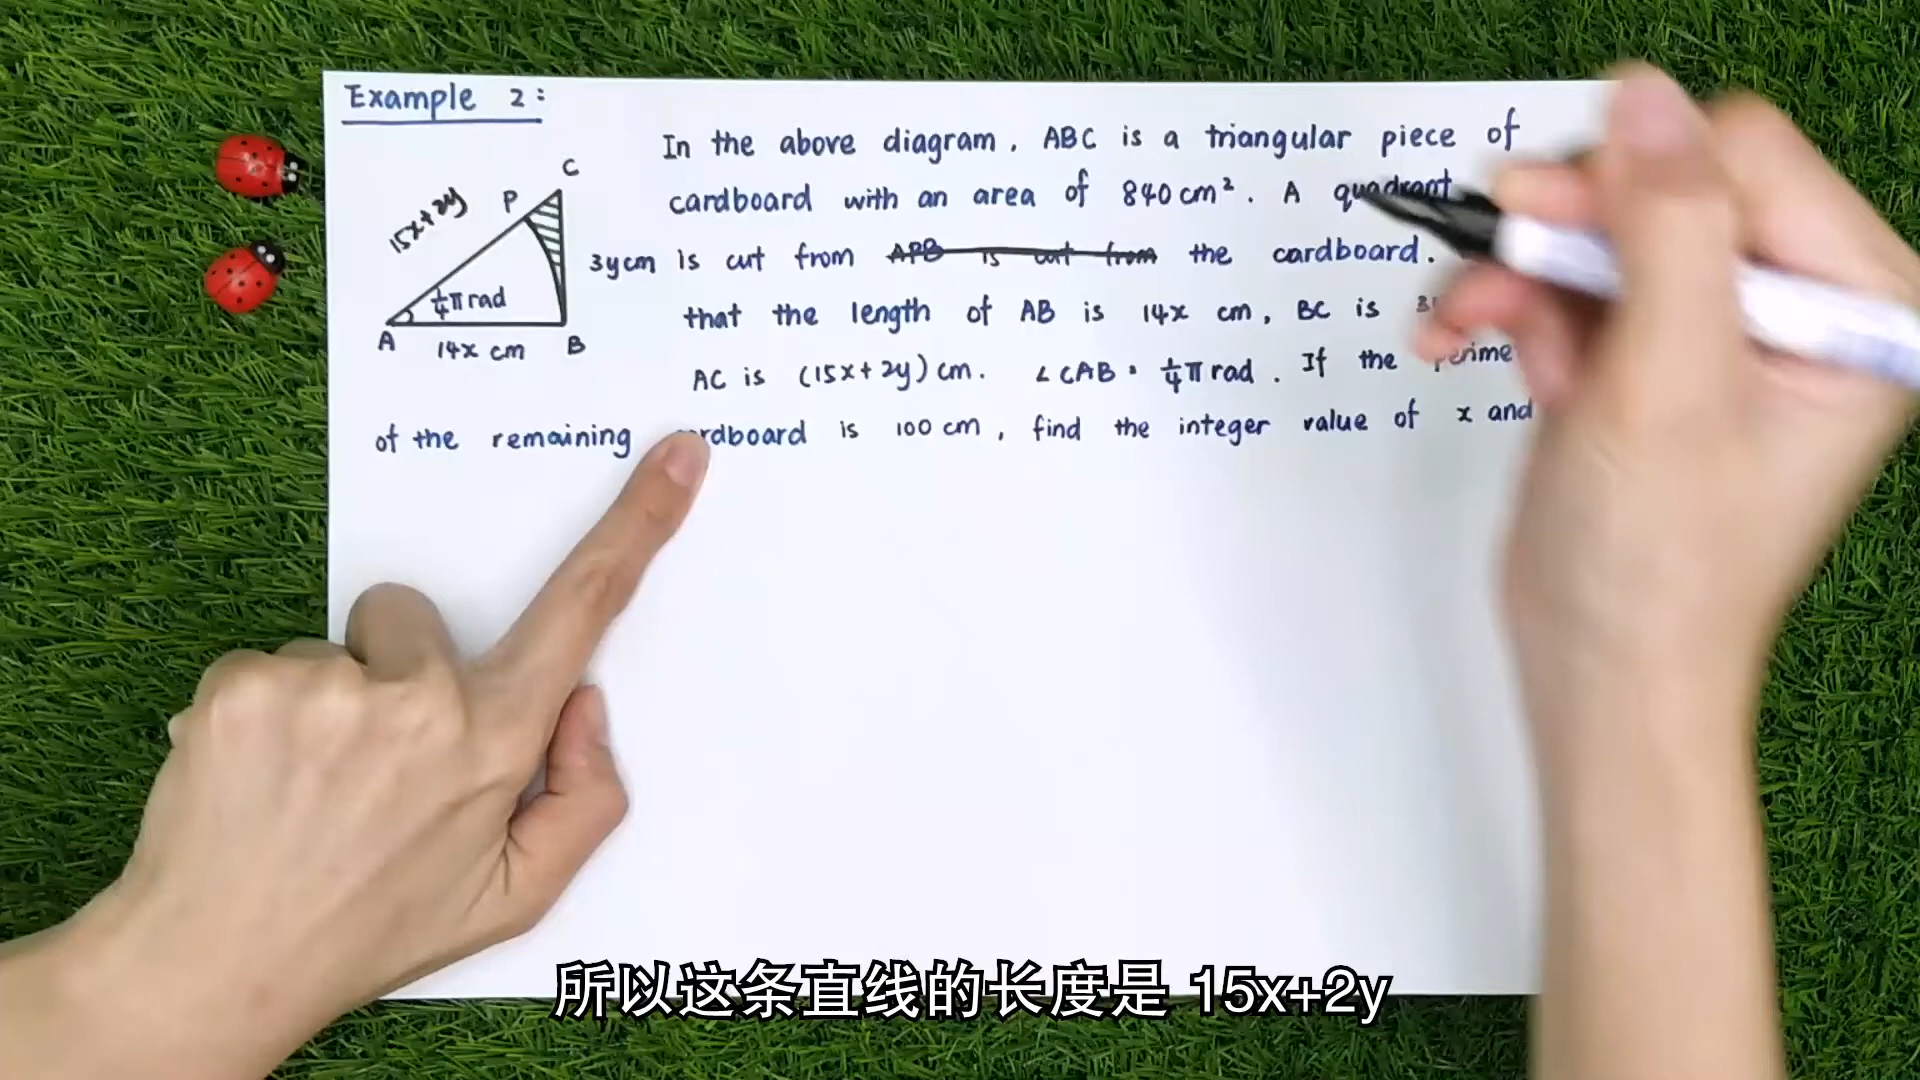 Example 2:
In the above diagram, ABC is a triangular piece of
cardboard with an area of 840 cm². A quadrant
is cut from APB is cut from the cardboard.
that the length of AB is 14x cm, BC is
AC is (15x+2y) cm. ∠CAB = ¼π rad. If the
of the remaining cardboard is 100 cm, find the integer value of x and
C
P
15x+2y
3y cm
¼π rad
A
14x cm
B
所以这条直线的长度是 15x+2y